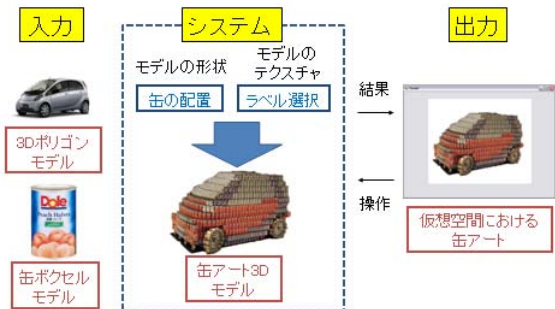 入力
システム
出力
モデルの形状
モデルの
テクスチャ
缶の配置
ラベル選択
結果
操作
3Dポリゴン
モデル
Dole
Peach Halves
缶ボクセル
モデル
缶アート3D
モデル
仮想空間における
缶アート